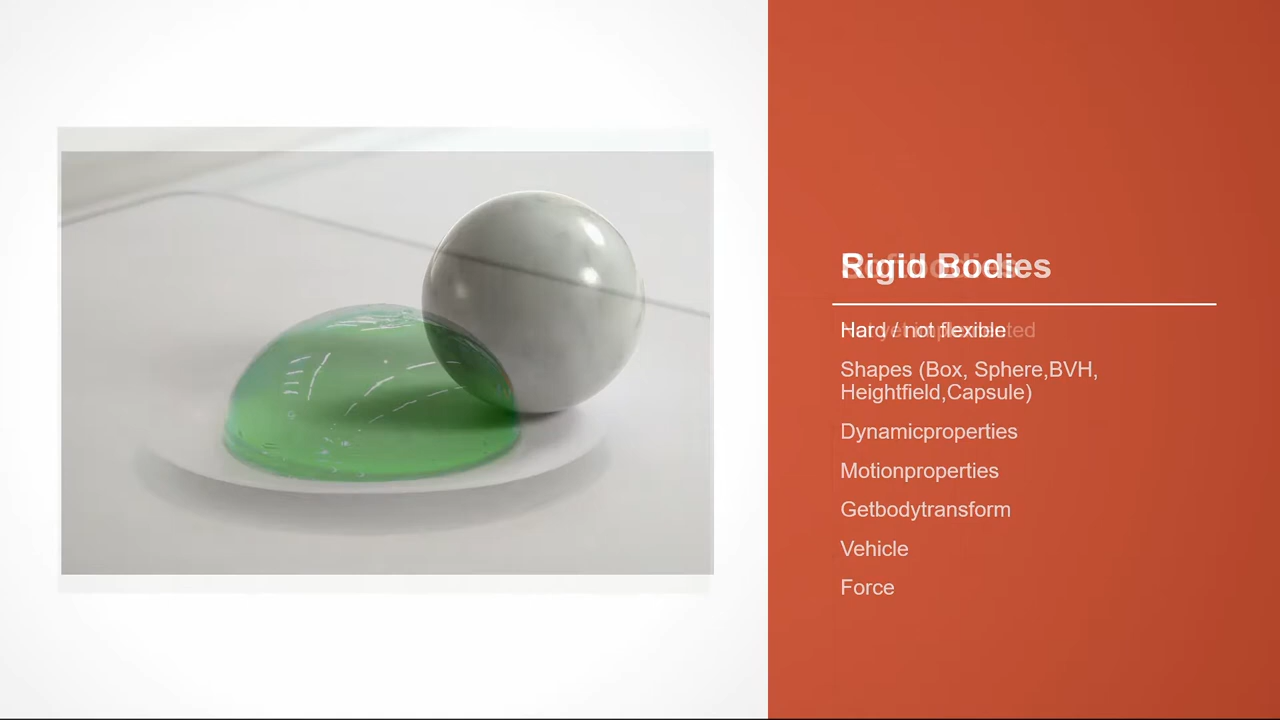 Rigid Bodies
Hard / not flexible
Shapes (Box, Sphere,BVH,
Heightfield,Capsule)
Dynamicproperties
Motionproperties
Getbodytransform
Vehicle
Force